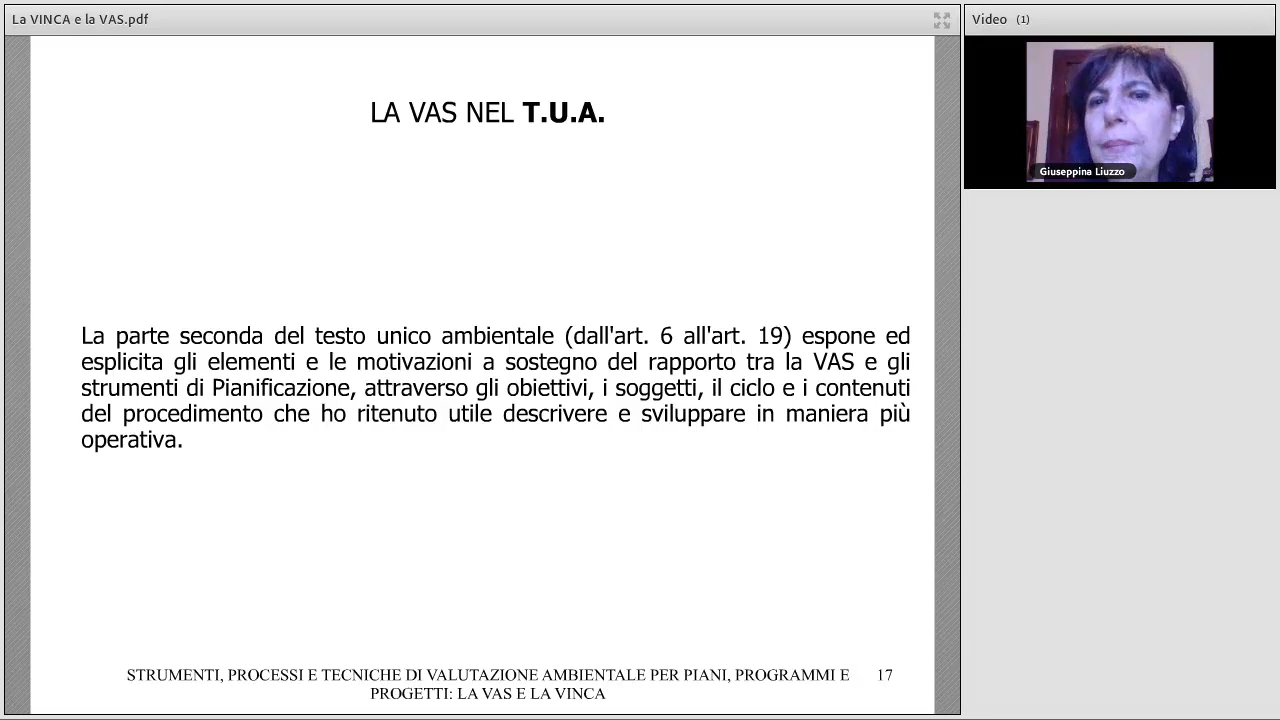 La VINCA e la VAS.pdf
Video (1)
Giuseppina Liuzzo
LA VAS NEL T.U.A.
La parte seconda del testo unico ambientale (dall'art. 6 all'art. 19) espone ed
esplicita gli elementi e le motivazioni a sostegno del rapporto tra la VAS e gli
strumenti di Pianificazione, attraverso gli obiettivi, i soggetti, il ciclo e i contenuti
del procedimento che ho ritenuto utile descrivere e sviluppare in maniera più
operativa.
STRUMENTI, PROCESSI E TECNICHE DI VALUTAZIONE AMBIENTALE PER PIANI, PROGRAMMI E
PROGETTI: LA VAS E LA VINCA
17